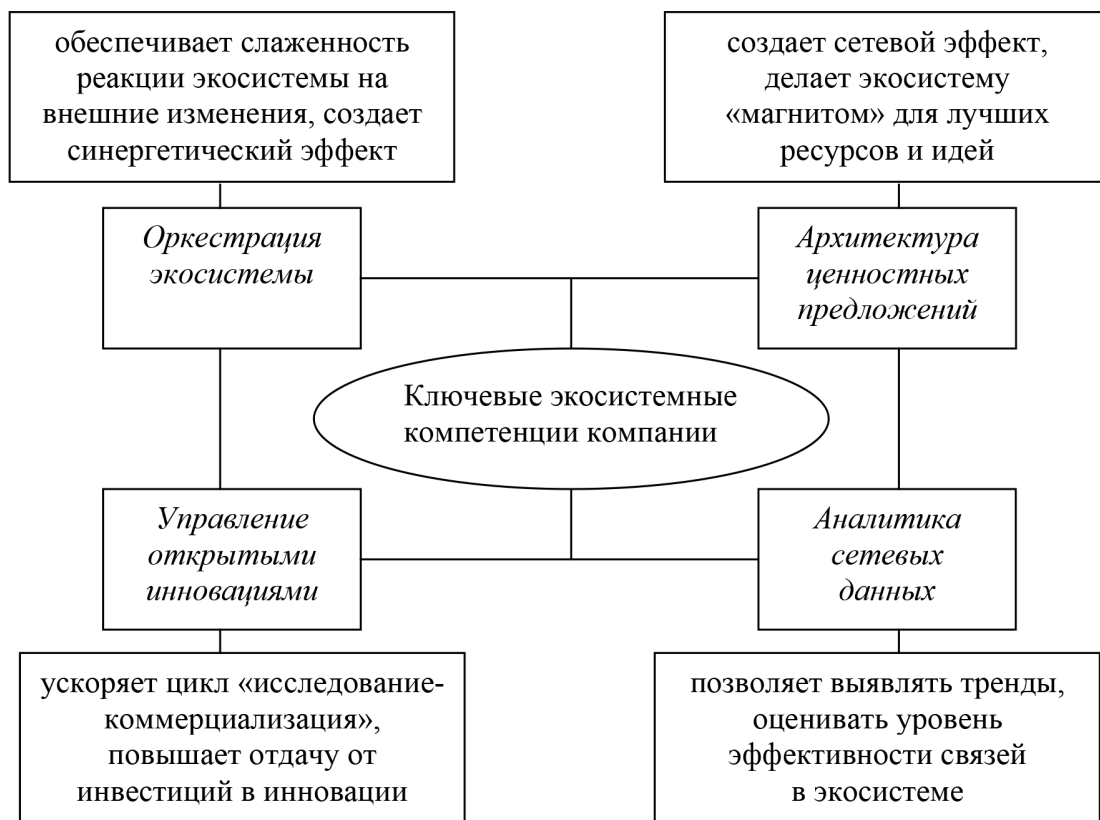 обеспечивает слаженность
реакции экосистемы на
внешние изменения, создает
синергетический эффект
создает сетевой эффект,
делает экосистему
«магнитом» для лучших
ресурсов и идей
Оркестрация
экосистемы
Архитектура
ценностных
предложений
Ключевые экосистемные
компетенции компании
Управление
открытыми
инновациями
Аналитика
сетевых
данных
ускоряет цикл «исследование-
коммерциализация»,
повышает отдачу от
инвестиций в инновации
позволяет выявлять тренды,
оценивать уровень
эффективности связей
в экосистеме